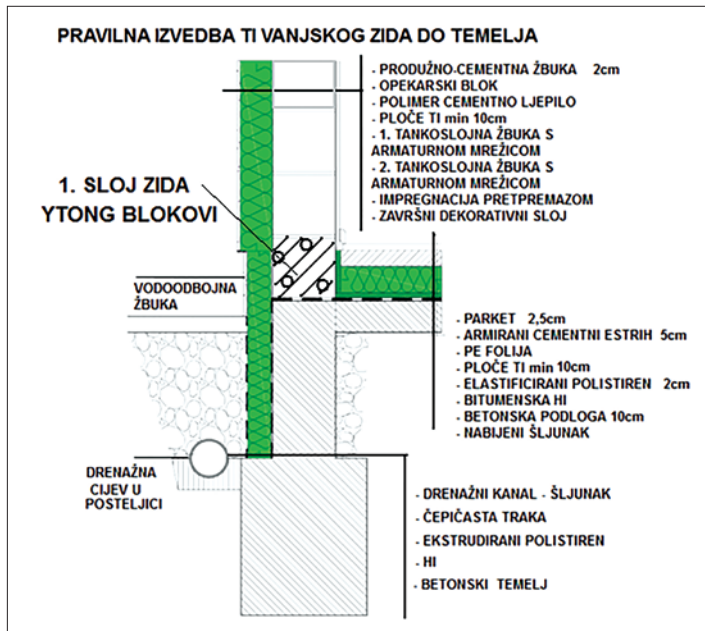 PRAVILNA IZVEDBA TI VANJSKOG ZIDA DO TEMELJA
- PRODUŽNO-CEMENTNA ŽBUKA 2cm
- OPEKARSKI BLOK
- POLIMER CEMENTNO LJEPILO
- PLOČE TI min 10cm
- 1. TANKOSLOJNA ŽBUKA S
ARMATURNOM MREŽICOM
- 2. TANKOSLOJNA ŽBUKA S
ARMATURNOM MREŽICOM
- IMPREGNACIJA PRETPREMAZOM
- ZAVRŠNI DEKORATIVNI SLOJ
1. SLOJ ZIDA
YTONG BLOKOVI
VODOODBOJNA
ŽBUKA
- PARKET 2,5cm
- ARMIRANI CEMENTNI ESTRIH 5cm
- PE FOLIJA
- PLOČE TI min 10cm
- ELASTIFICIRANI POLISTIREN 2cm
- BITUMENSKA HI
- BETONSKA PODLOGA 10cm
- NABIJENI ŠLJUNAK
DRENAŽNA
CIJEV U
POSTELJICI
- DRENAŽNI KANAL - ŠLJUNAK
- ČEPIČASTA TRAKA
- EKSTRUDIRANI POLISTIREN
- HI
- BETONSKI TEMELJ